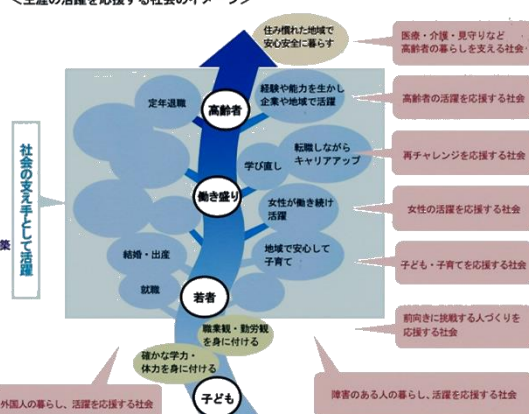 ＜生涯の活躍を応援する社会のイメージ＞
住み慣れた地域で
安心安全に暮らす
医療・介護・見守りなど
高齢者の暮らしを支える社会
定年退職
高齢者
経験や能力を生かし
企業や地域で活躍
高齢者の活躍を応援する社会
転職しながら
キャリアアップ
学び直し
再チャレンジを応援する社会
社会の支え手として活躍
築
働き盛り
女性が働き続け
活躍
女性の活躍を応援する社会
結婚・出産
地域で安心して
子育て
子ども・子育てを応援する社会
就職
若者
前向きに挑戦する人づくりを
応援する社会
職業観・勤労観
を身に付ける
確かな学力・
体力を身に付ける
子ども
外国人の暮らし、活躍を応援する社会
障害のある人の暮らし、活躍を応援する社会